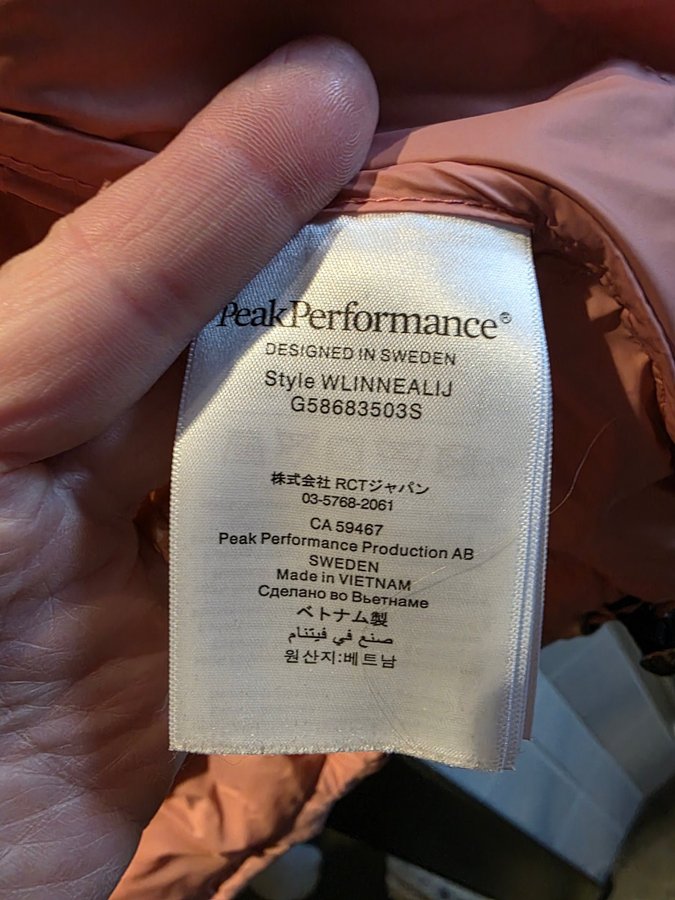 PeakPerformance®
DESIGNED IN SWEDEN
Style WLINNEALIJ
G58683503S
株式会社 RCTジャパン
03-5768-2061
CA 59467
Peak Performance Production AB
SWEDEN
Made in VIETNAM
Сделано во Вьетнаме
ベトナム製
صنع في فيتنام
원산지:베트남